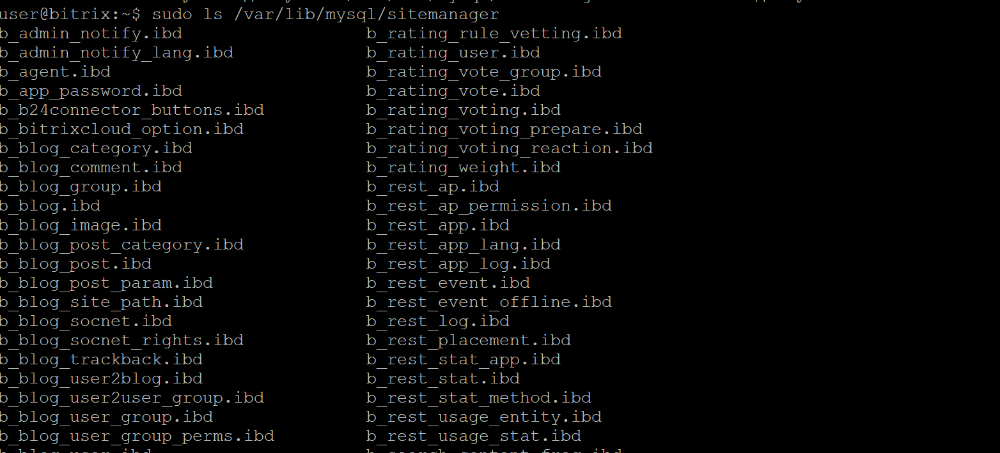 user@bitrix:~$ sudo ls /var/lib/mysql/sitemanager
b_admin_notify.ibd b_rating_rule_vetting.ibd
b_admin_notify_lang.ibd b_rating_user.ibd
b_agent.ibd b_rating_vote_group.ibd
b_app_password.ibd b_rating_vote.ibd
b_b24connector_buttons.ibd b_rating_voting.ibd
b_bitrixcloud_option.ibd b_rating_voting_prepare.ibd
b_blog_category.ibd b_rating_voting_reaction.ibd
b_blog_comment.ibd b_rating_weight.ibd
b_blog_group.ibd b_rest_ap.ibd
b_blog.ibd b_rest_ap_permission.ibd
b_blog_image.ibd b_rest_app.ibd
b_blog_post_category.ibd b_rest_app_lang.ibd
b_blog_post.ibd b_rest_app_log.ibd
b_blog_post_param.ibd b_rest_event.ibd
b_blog_site_path.ibd b_rest_event_offline.ibd
b_blog_socnet.ibd b_rest_log.ibd
b_blog_socnet_rights.ibd b_rest_placement.ibd
b_blog_trackback.ibd b_rest_stat_app.ibd
b_blog_user2blog.ibd b_rest_stat.ibd
b_blog_user2user_group.ibd b_rest_stat_method.ibd
b_blog_user_group.ibd b_rest_usage_entity.ibd
b_blog_user_group_perms.ibd b_rest_usage_stat.ibd
b_blog_user.ibd b_search_content_freq.ibd